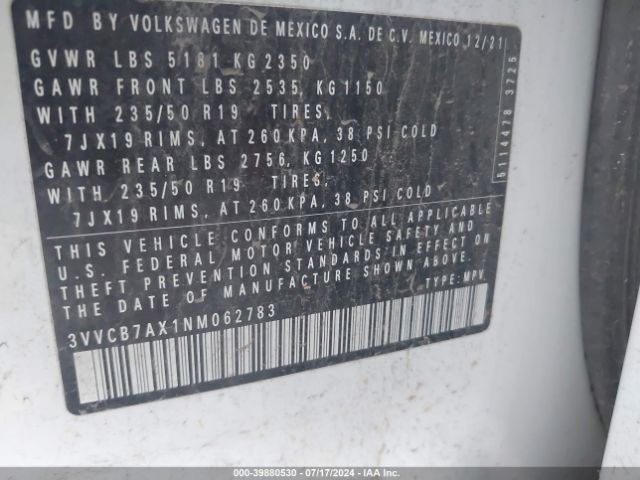 MFD BY VOLKSWAGEN DE MEXICO S.A. DE C.V. MEXICO 12/21
GVWR LBS 5181 KG 2350
GAWR FRONT LBS 2535, KG 1150
WITH 235/50 R19 TIRES,
7JX19 RIMS, AT 260 KPA, 38 PSI COLD
GAWR REAR LBS 2756, KG 1250
WITH 235/50 R19 TIRES,
7JX19 RIMS, AT 260 KPA, 38 PSI COLD
THIS VEHICLE CONFORMS TO ALL APPLICABLE
U.S. FEDERAL MOTOR VEHICLE SAFETY AND
THEFT PREVENTION STANDARDS IN EFFECT ON
THE DATE OF MANUFACTURE SHOWN ABOVE.
3VVCB7AX1NM062783
TYPE: MPV
5114478 3725
000-39880530 - 07/17/2024 - IAA Inc.